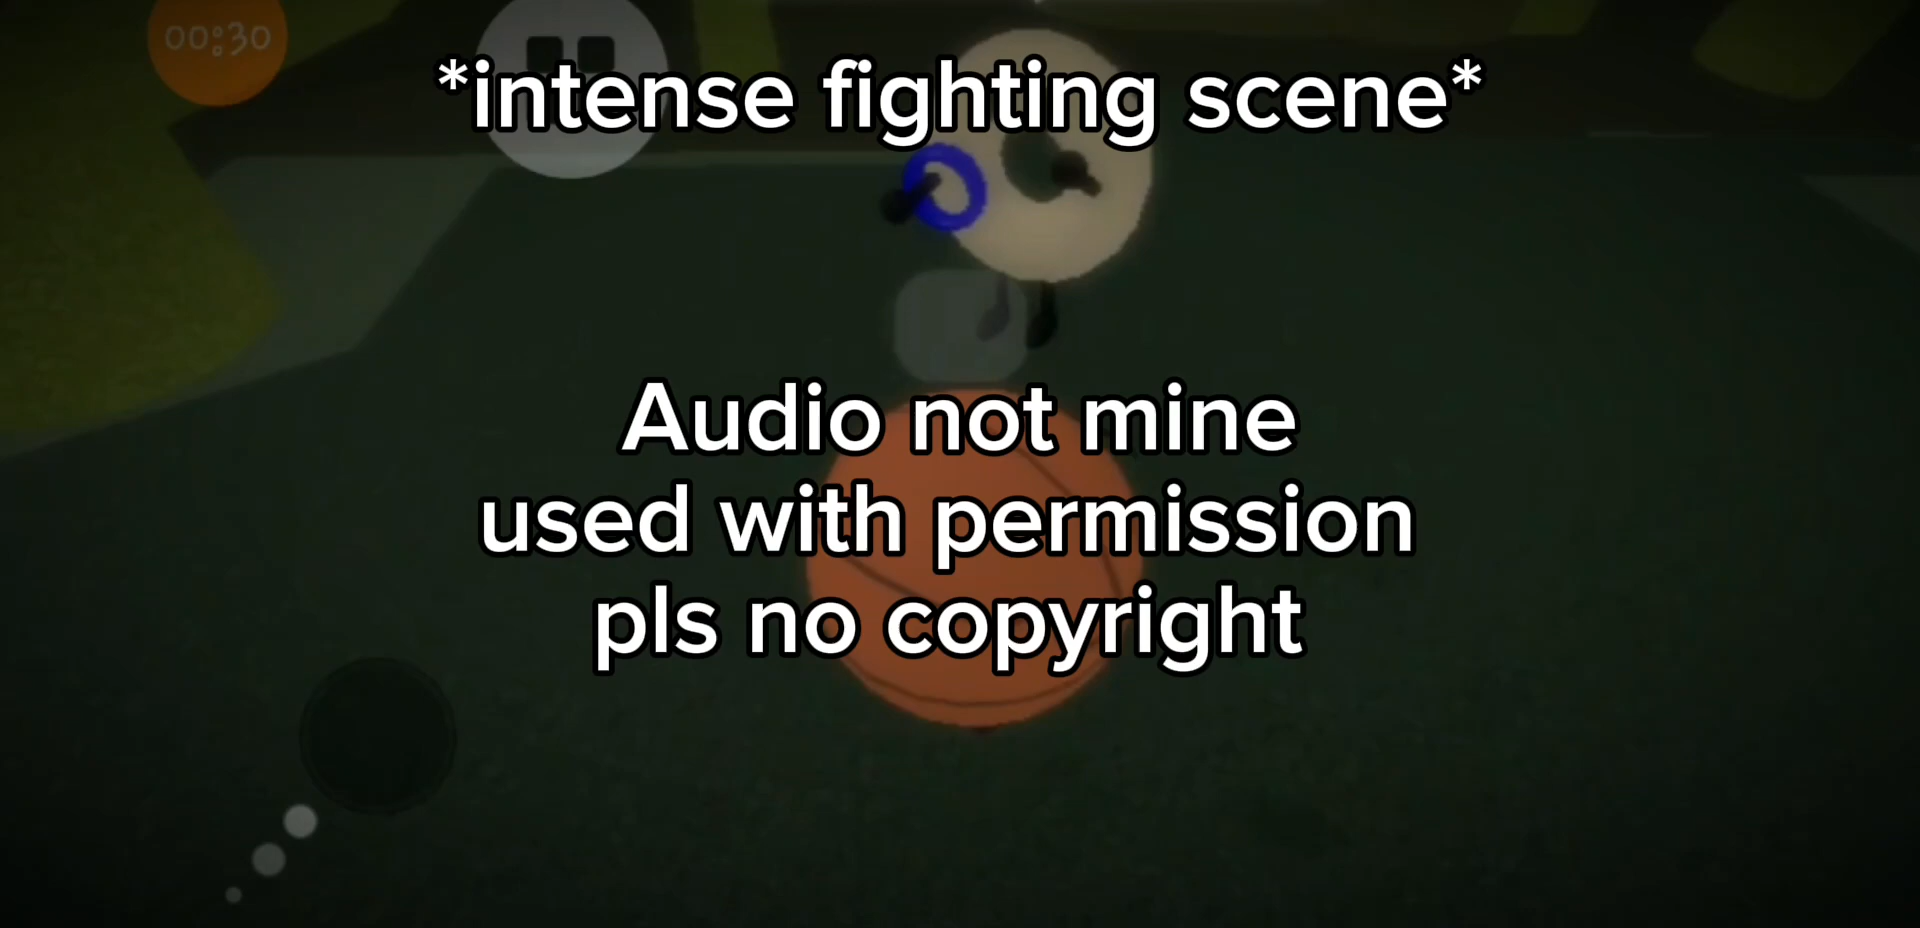 00:30
*intense fighting scene*
Audio not mine
used with permission
pls no copyright